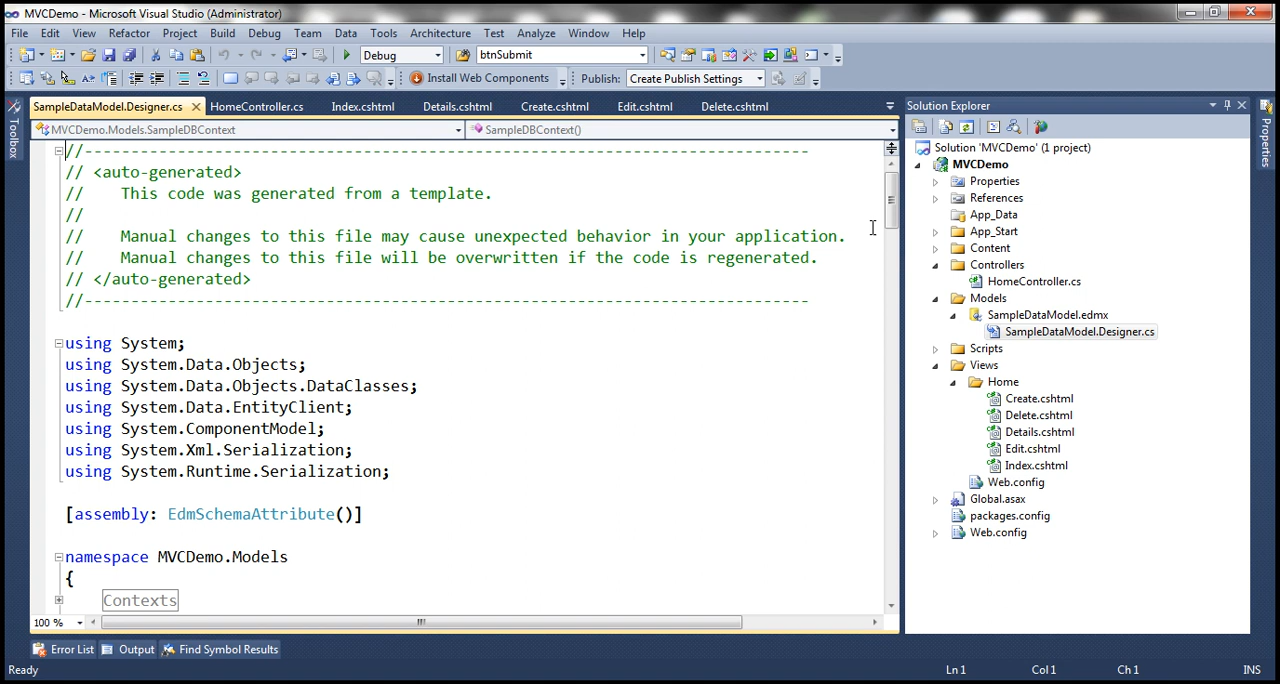 MVCDemo - Microsoft Visual Studio (Administrator)
File Edit View Refactor Project Build Debug Team Data Tools Architecture Test Analyze Window Help
Debug btnSubmit
Install Web Components Publish: Create Publish Settings
Toolbox
SampleDataModel.Designer.cs HomeController.cs Index.cshtml Details.cshtml Create.cshtml Edit.cshtml Delete.cshtml
MVCDemo.Models.SampleDBContext SampleDBContext()
//--------------------------------------------------------------------------------
// <auto-generated>
//    This code was generated from a template.
//
//    Manual changes to this file may cause unexpected behavior in your application.
//    Manual changes to this file will be overwritten if the code is regenerated.
// </auto-generated>
//--------------------------------------------------------------------------------
using System;
using System.Data.Objects;
using System.Data.Objects.DataClasses;
using System.Data.EntityClient;
using System.ComponentModel;
using System.Xml.Serialization;
using System.Runtime.Serialization;
[assembly: EdmSchemaAttribute()]
namespace MVCDemo.Models
{
Contexts
100 %
Solution Explorer
Solution 'MVCDemo' (1 project)
MVCDemo
Properties
References
App_Data
App_Start
Content
Controllers
HomeController.cs
Models
SampleDataModel.edmx
SampleDataModel.Designer.cs
Scripts
Views
Home
Create.cshtml
Delete.cshtml
Details.cshtml
Edit.cshtml
Index.cshtml
Web.config
Global.asax
packages.config
Web.config
Properties
Error List Output Find Symbol Results
Ready Ln 1 Col 1 Ch 1 INS